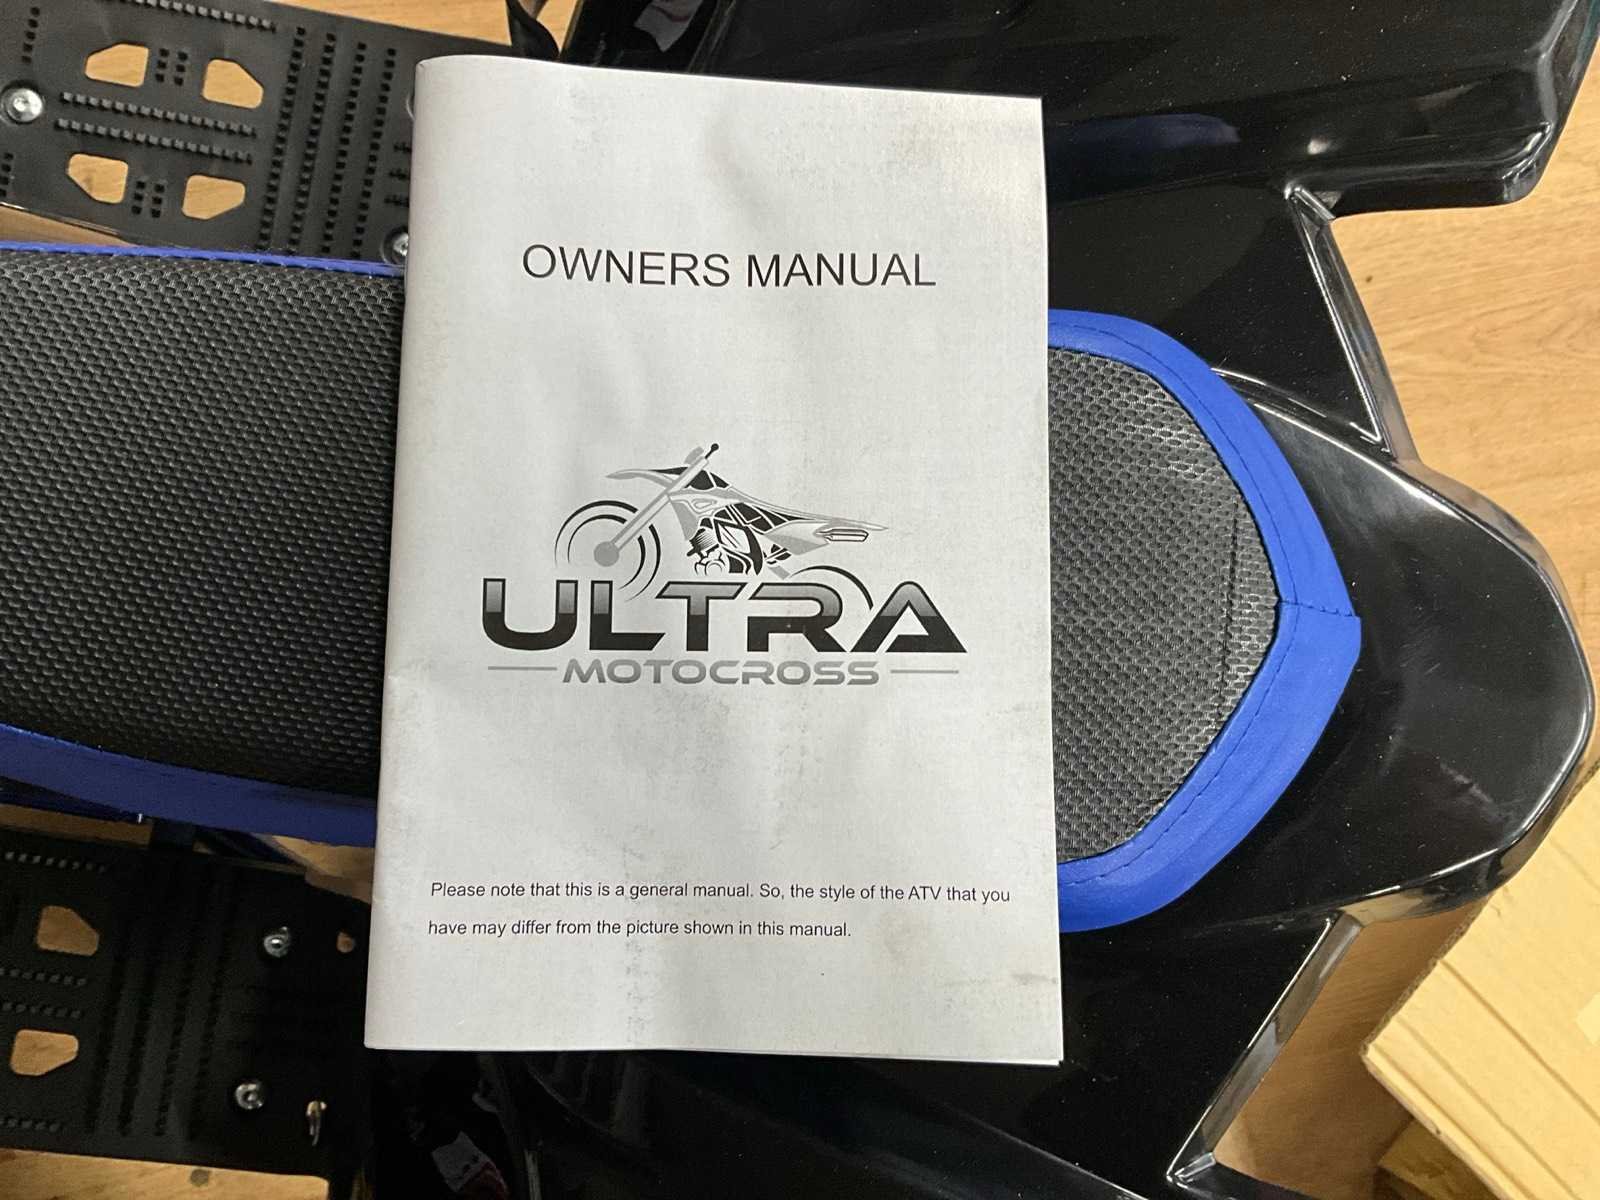 OWNERS MANUAL
ULTRA
MOTOCROSS
Please note that this is a general manual. So, the style of the ATV that you
have may differ from the picture shown in this manual.